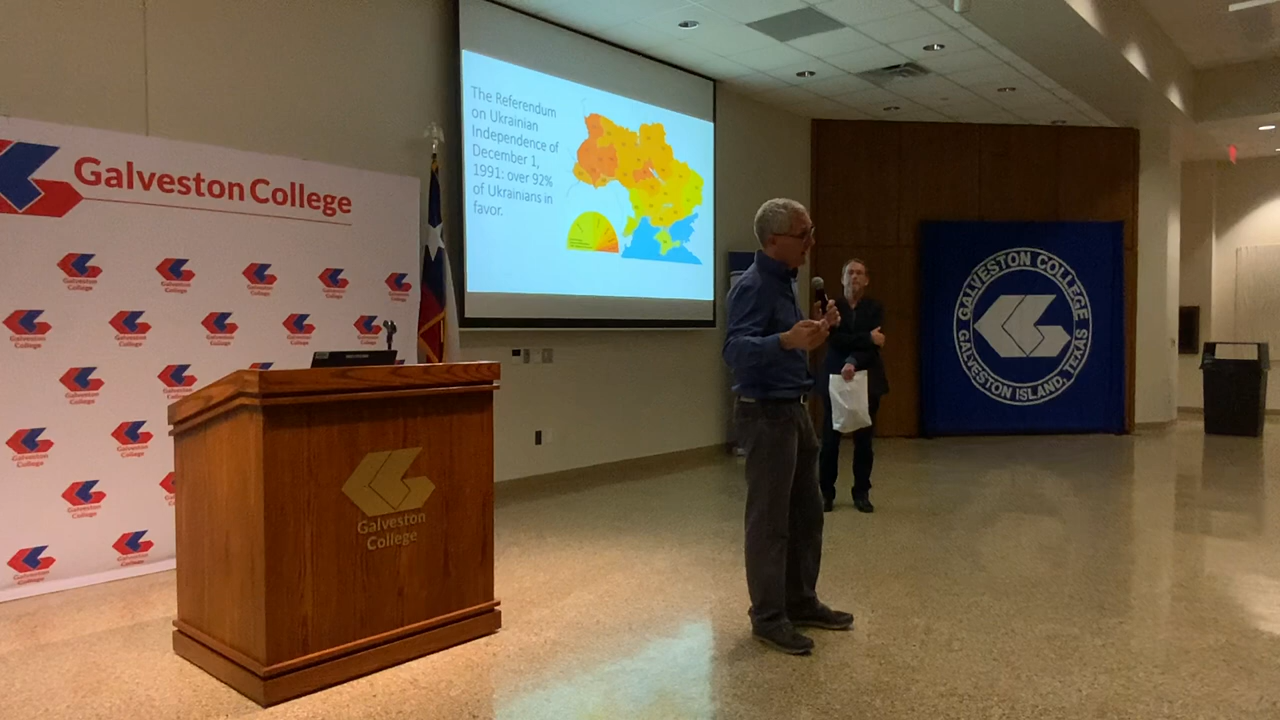 Galveston College
The Referendum
on Ukrainian
Independence of
December 1,
1991: over 92%
of Ukrainians in
favor.
Galveston
College
GALVESTON COLLEGE
GALVESTON ISLAND, TEXAS